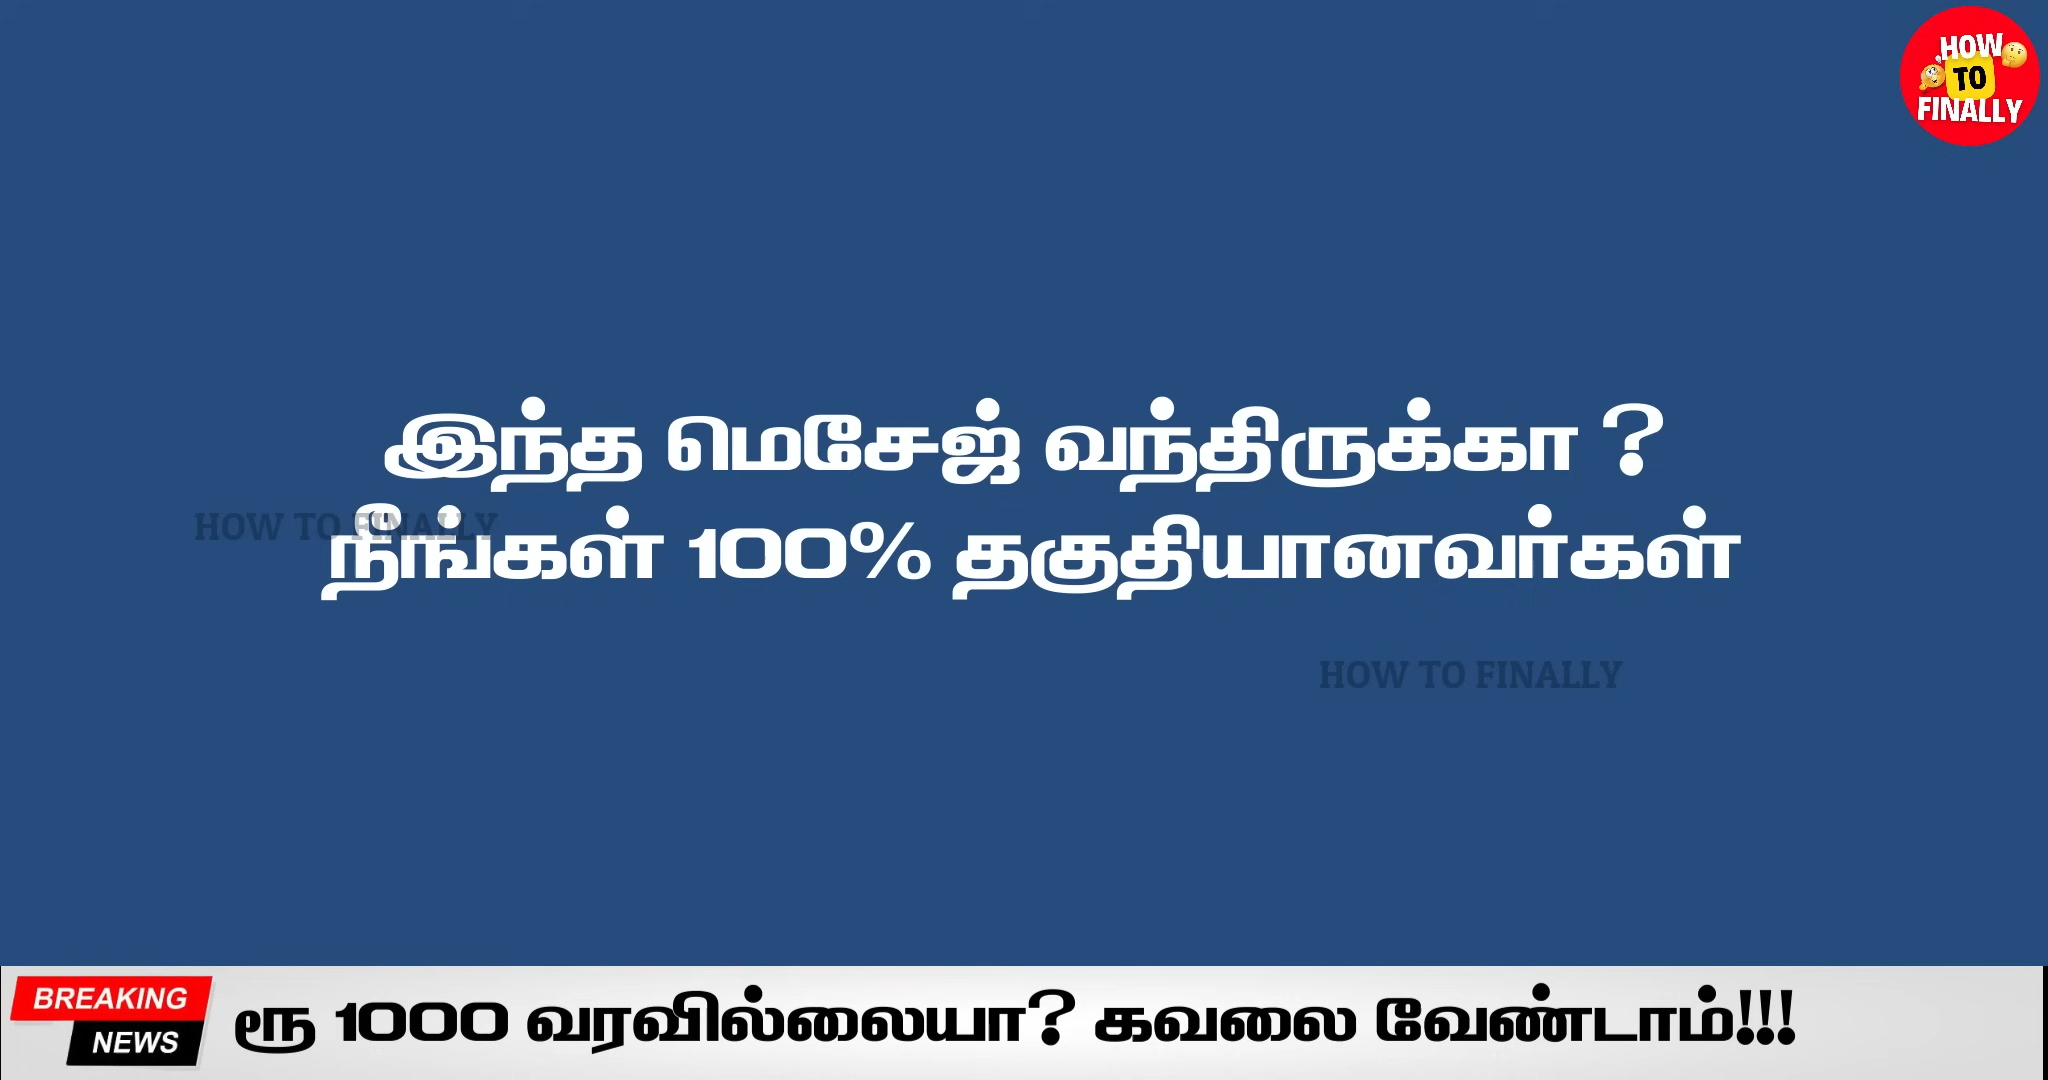 HOW
TO
FINALLY
இந்த மெசேஜ் வந்திருக்கா ?
நீங்கள் 100% தகுதியானவர்கள்
HOW TO FINALLY
HOW TO FINALLY
BREAKING
NEWS
ரூ 1000 வரவில்லையா? கவலை வேண்டாம்!!!